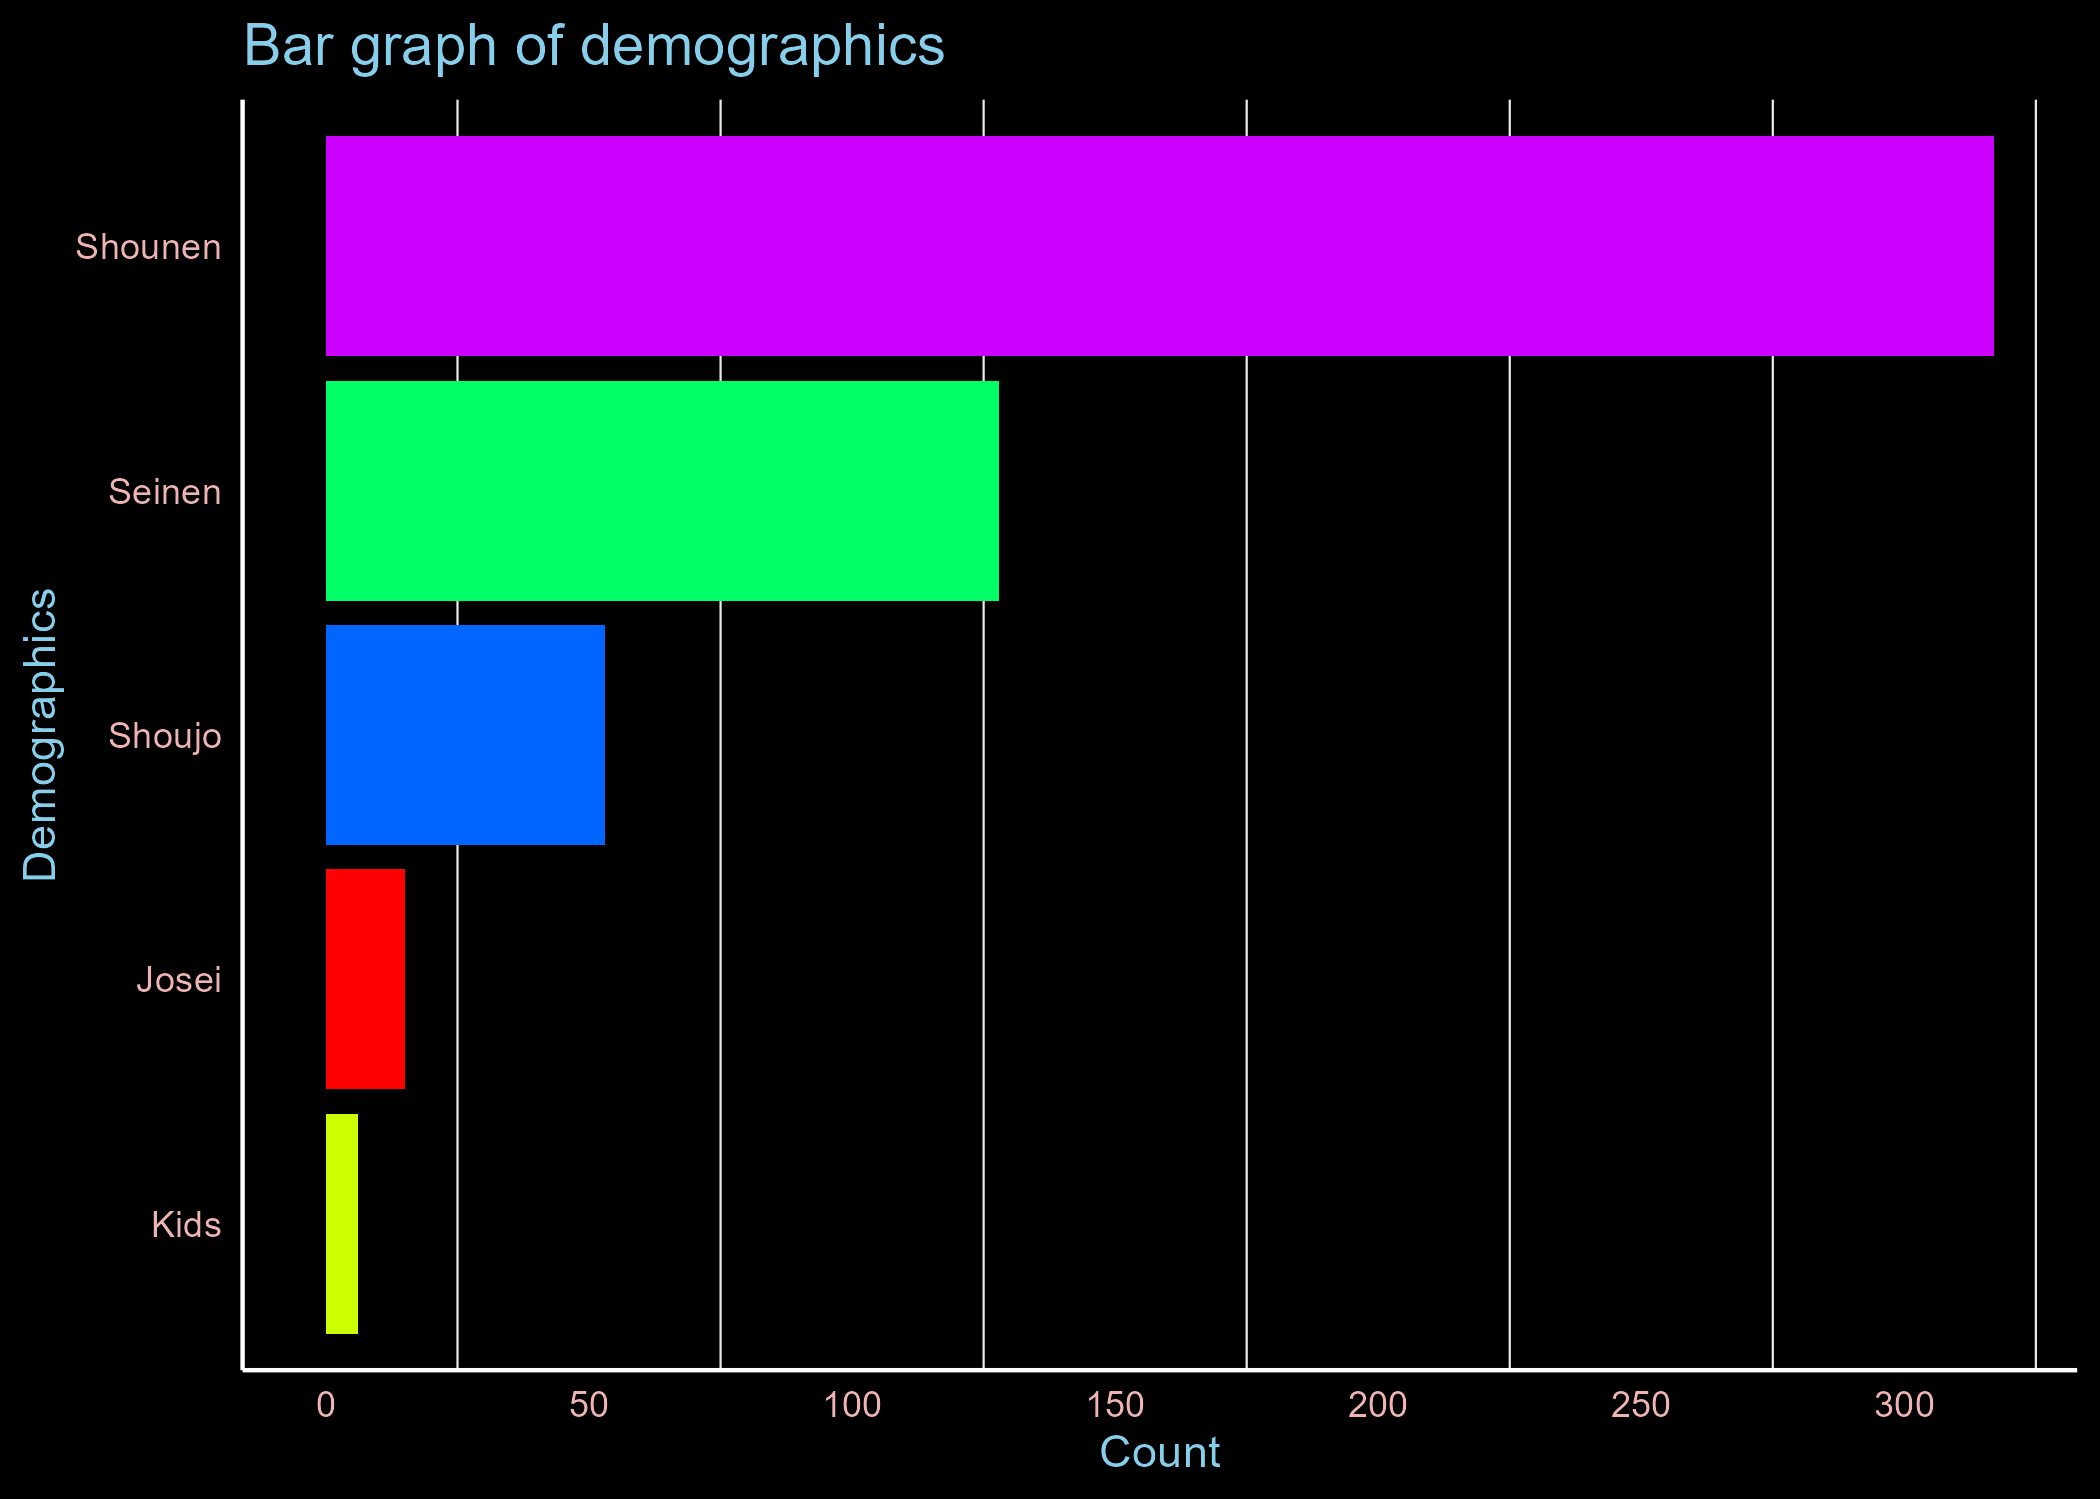 Bar graph of demographics
Shounen
Seinen
Shoujo
Josei
Kids
Demographics
0 50 100 150 200 250 300
Count